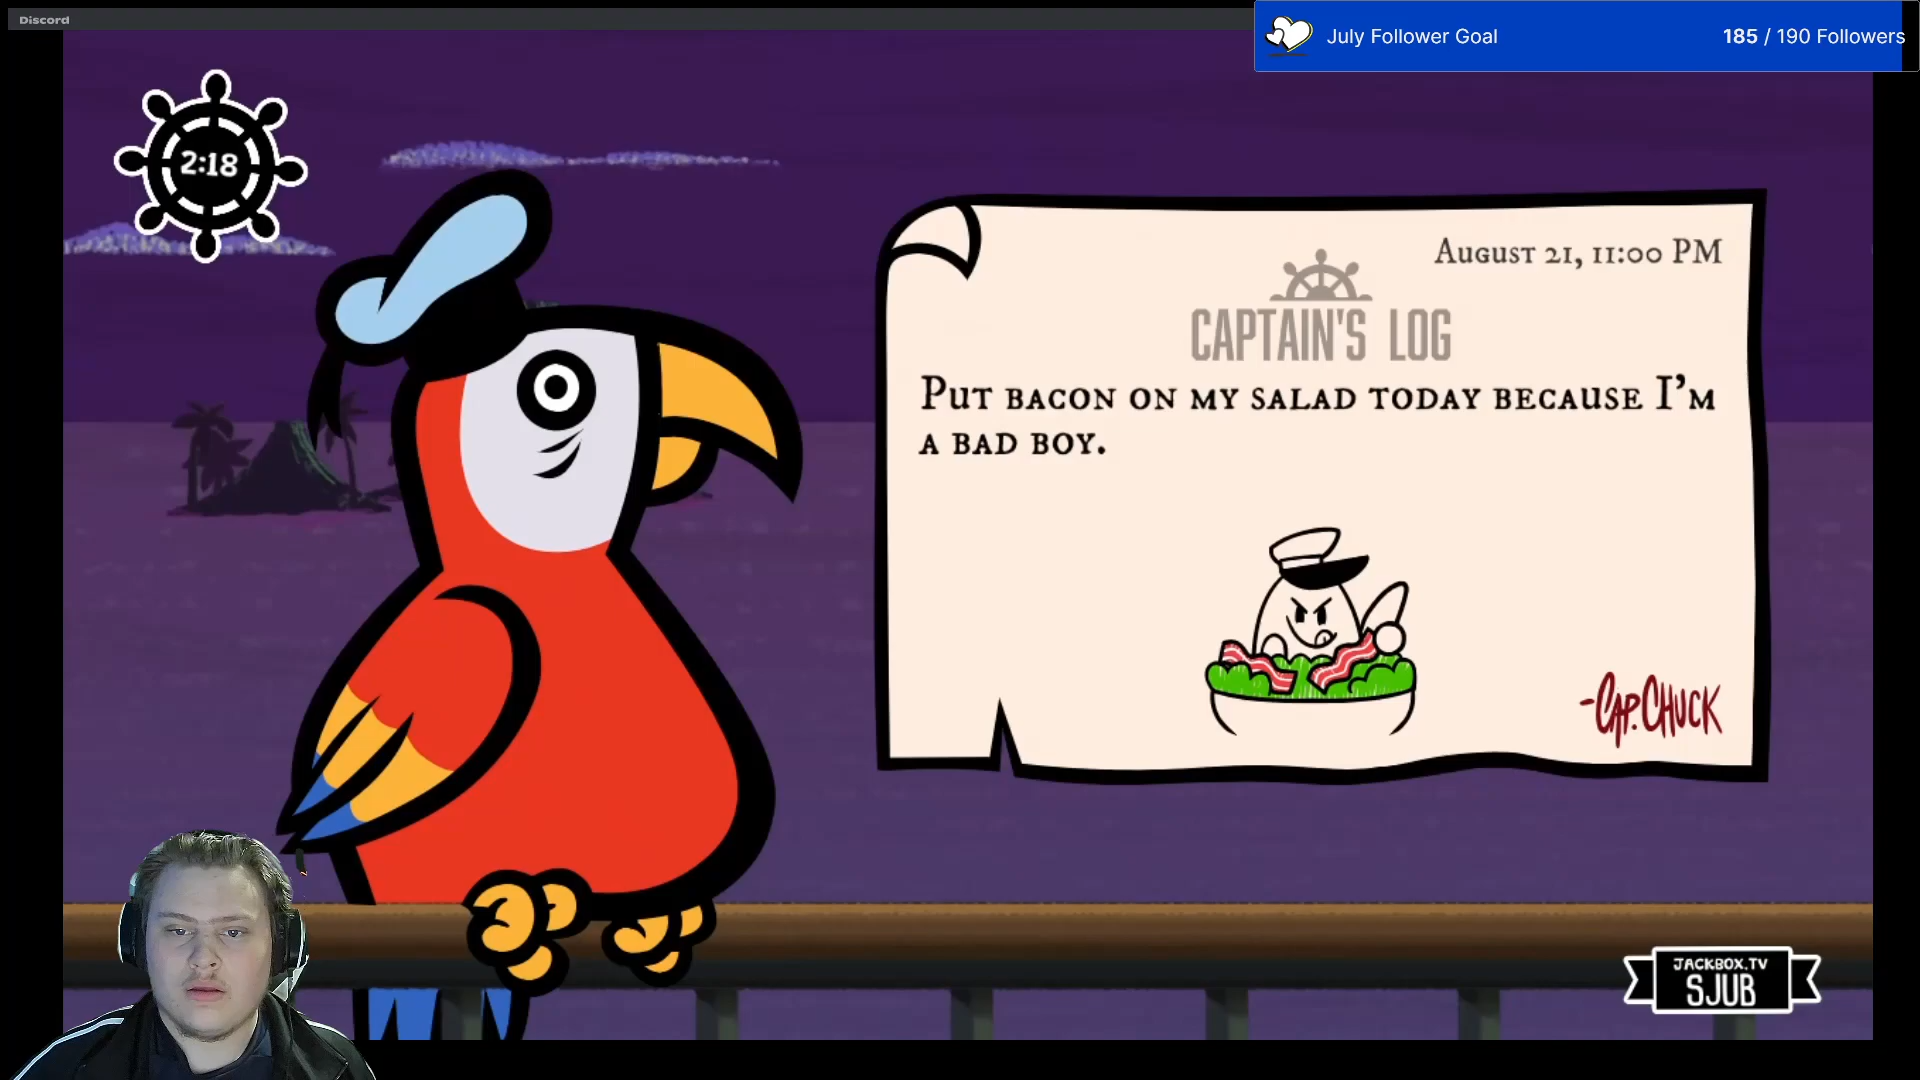 Discord
July Follower Goal
185 / 190 Followers
2:18
August 21, 11:00 PM
CAPTAIN'S LOG
Put bacon on my salad today because I'm
a bad boy.
-CAP. CHUCK
JACKBOX.TV
SJUB